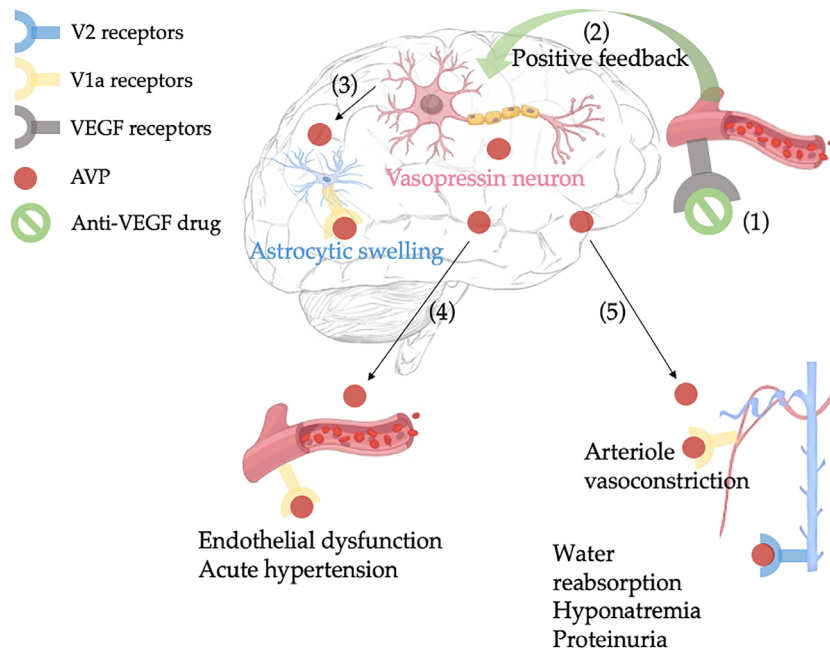 V2 receptors
V1a receptors
VEGF receptors
AVP
Anti-VEGF drug
(2)
Positive feedback
(3)
Vasopressin neuron
(1)
Astrocytic swelling
(4)
(5)
Arteriole
vasoconstriction
Endothelial dysfunction
Acute hypertension
Water
reabsorption
Hyponatremia
Proteinuria